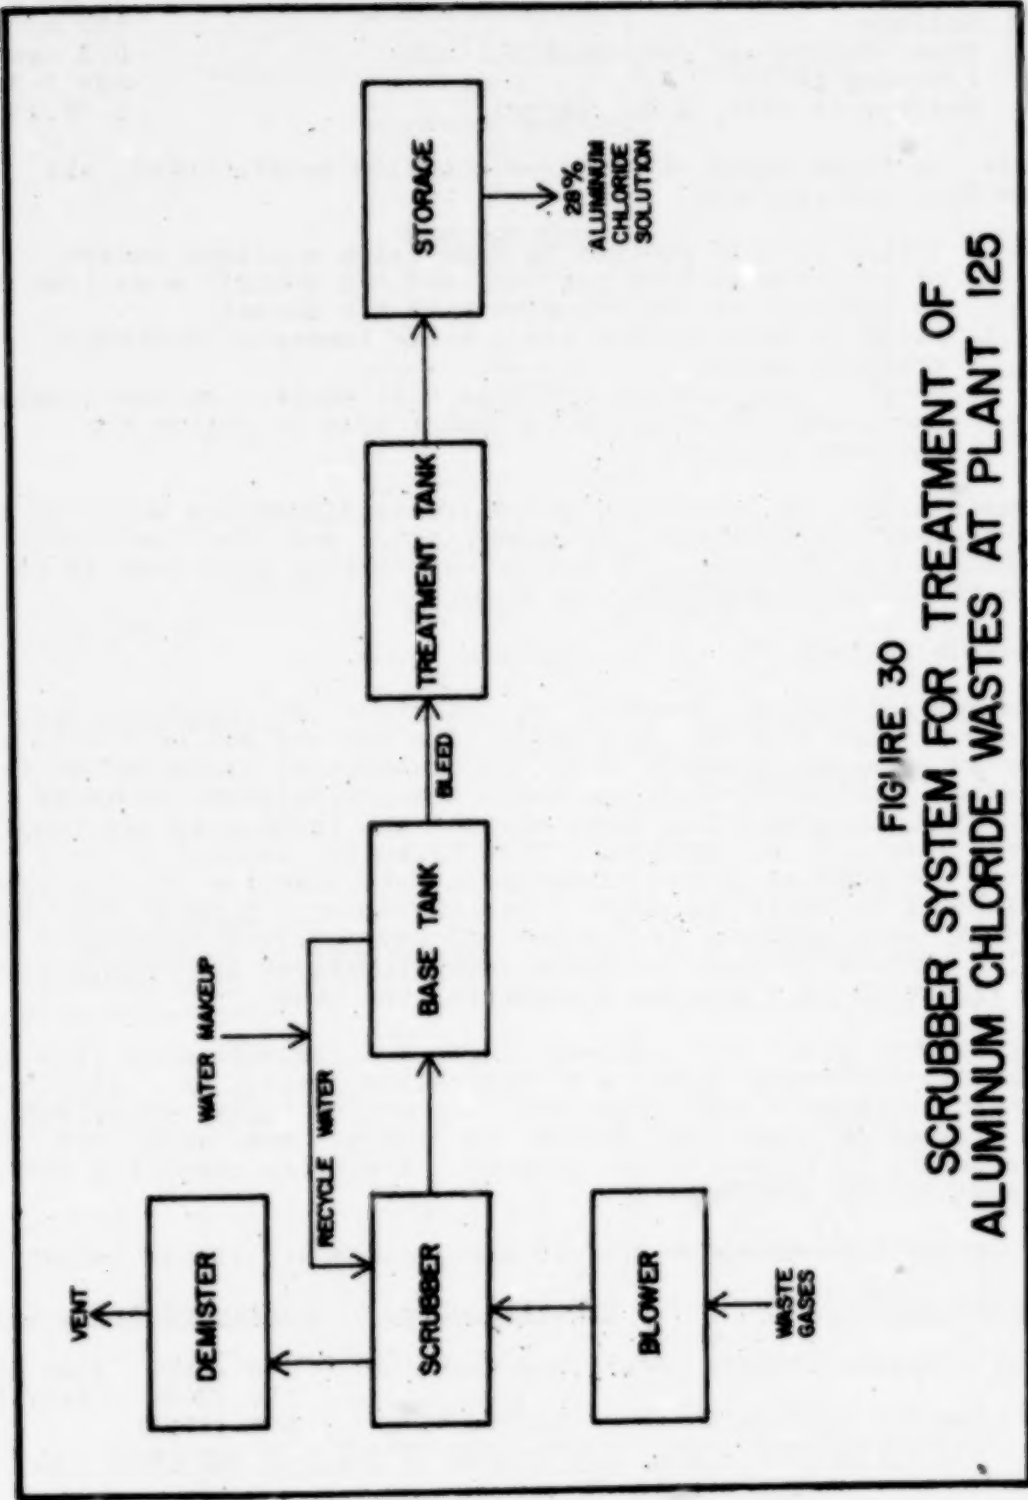 VENT
DEMISTER
WATER MAKEUP
RECYCLE WATER
SCRUBBER
BASE TANK
BLEED
TREATMENT TANK
STORAGE
28%
ALUMINUM
CHLORIDE
SOLUTION
BLOWER
WASTE
GASES
FIGURE 30
SCRUBBER SYSTEM FOR TREATMENT OF
ALUMINUM CHLORIDE WASTES AT PLANT 125